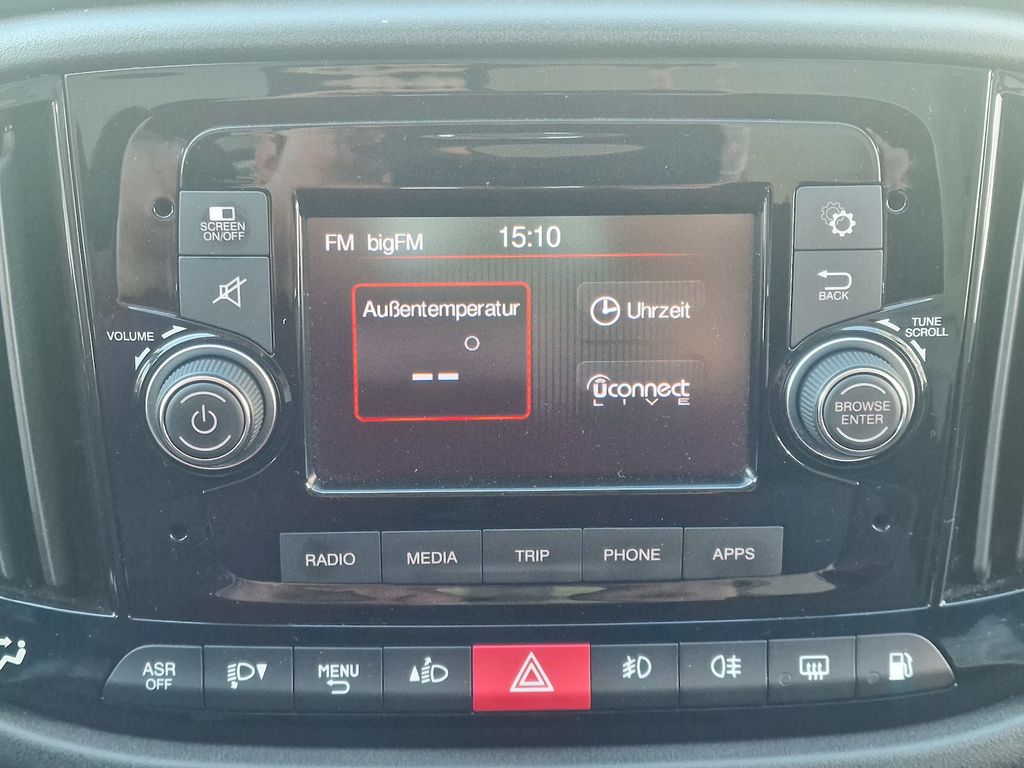 SCREEN
ON/OFF
FM bigFM 15:10
BACK
VOLUME
TUNE
SCROLL
Außentemperatur
--
Uhrzeit
uconnect
LIVE
BROWSE
ENTER
RADIO
MEDIA
TRIP
PHONE
APPS
ASR
OFF
MENU